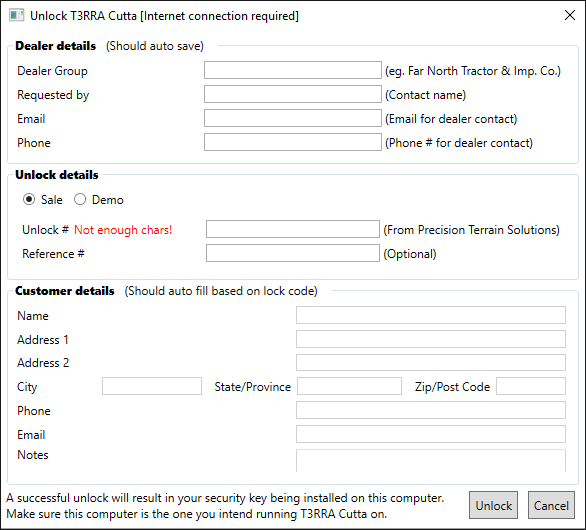 Unlock T3RRA Cutta [Internet connection required]
Dealer details (Should auto save)
Dealer Group (eg. Far North Tractor & Imp. Co.)
Requested by (Contact name)
Email (Email for dealer contact)
Phone (Phone # for dealer contact)
Unlock details
Sale Demo
Unlock # Not enough chars! (From Precision Terrain Solutions)
Reference # (Optional)
Customer details (Should auto fill based on lock code)
Name
Address 1
Address 2
City State/Province Zip/Post Code
Phone
Email
Notes
A successful unlock will result in your security key being installed on this computer.
Make sure this computer is the one you intend running T3RRA Cutta on.
Unlock Cancel